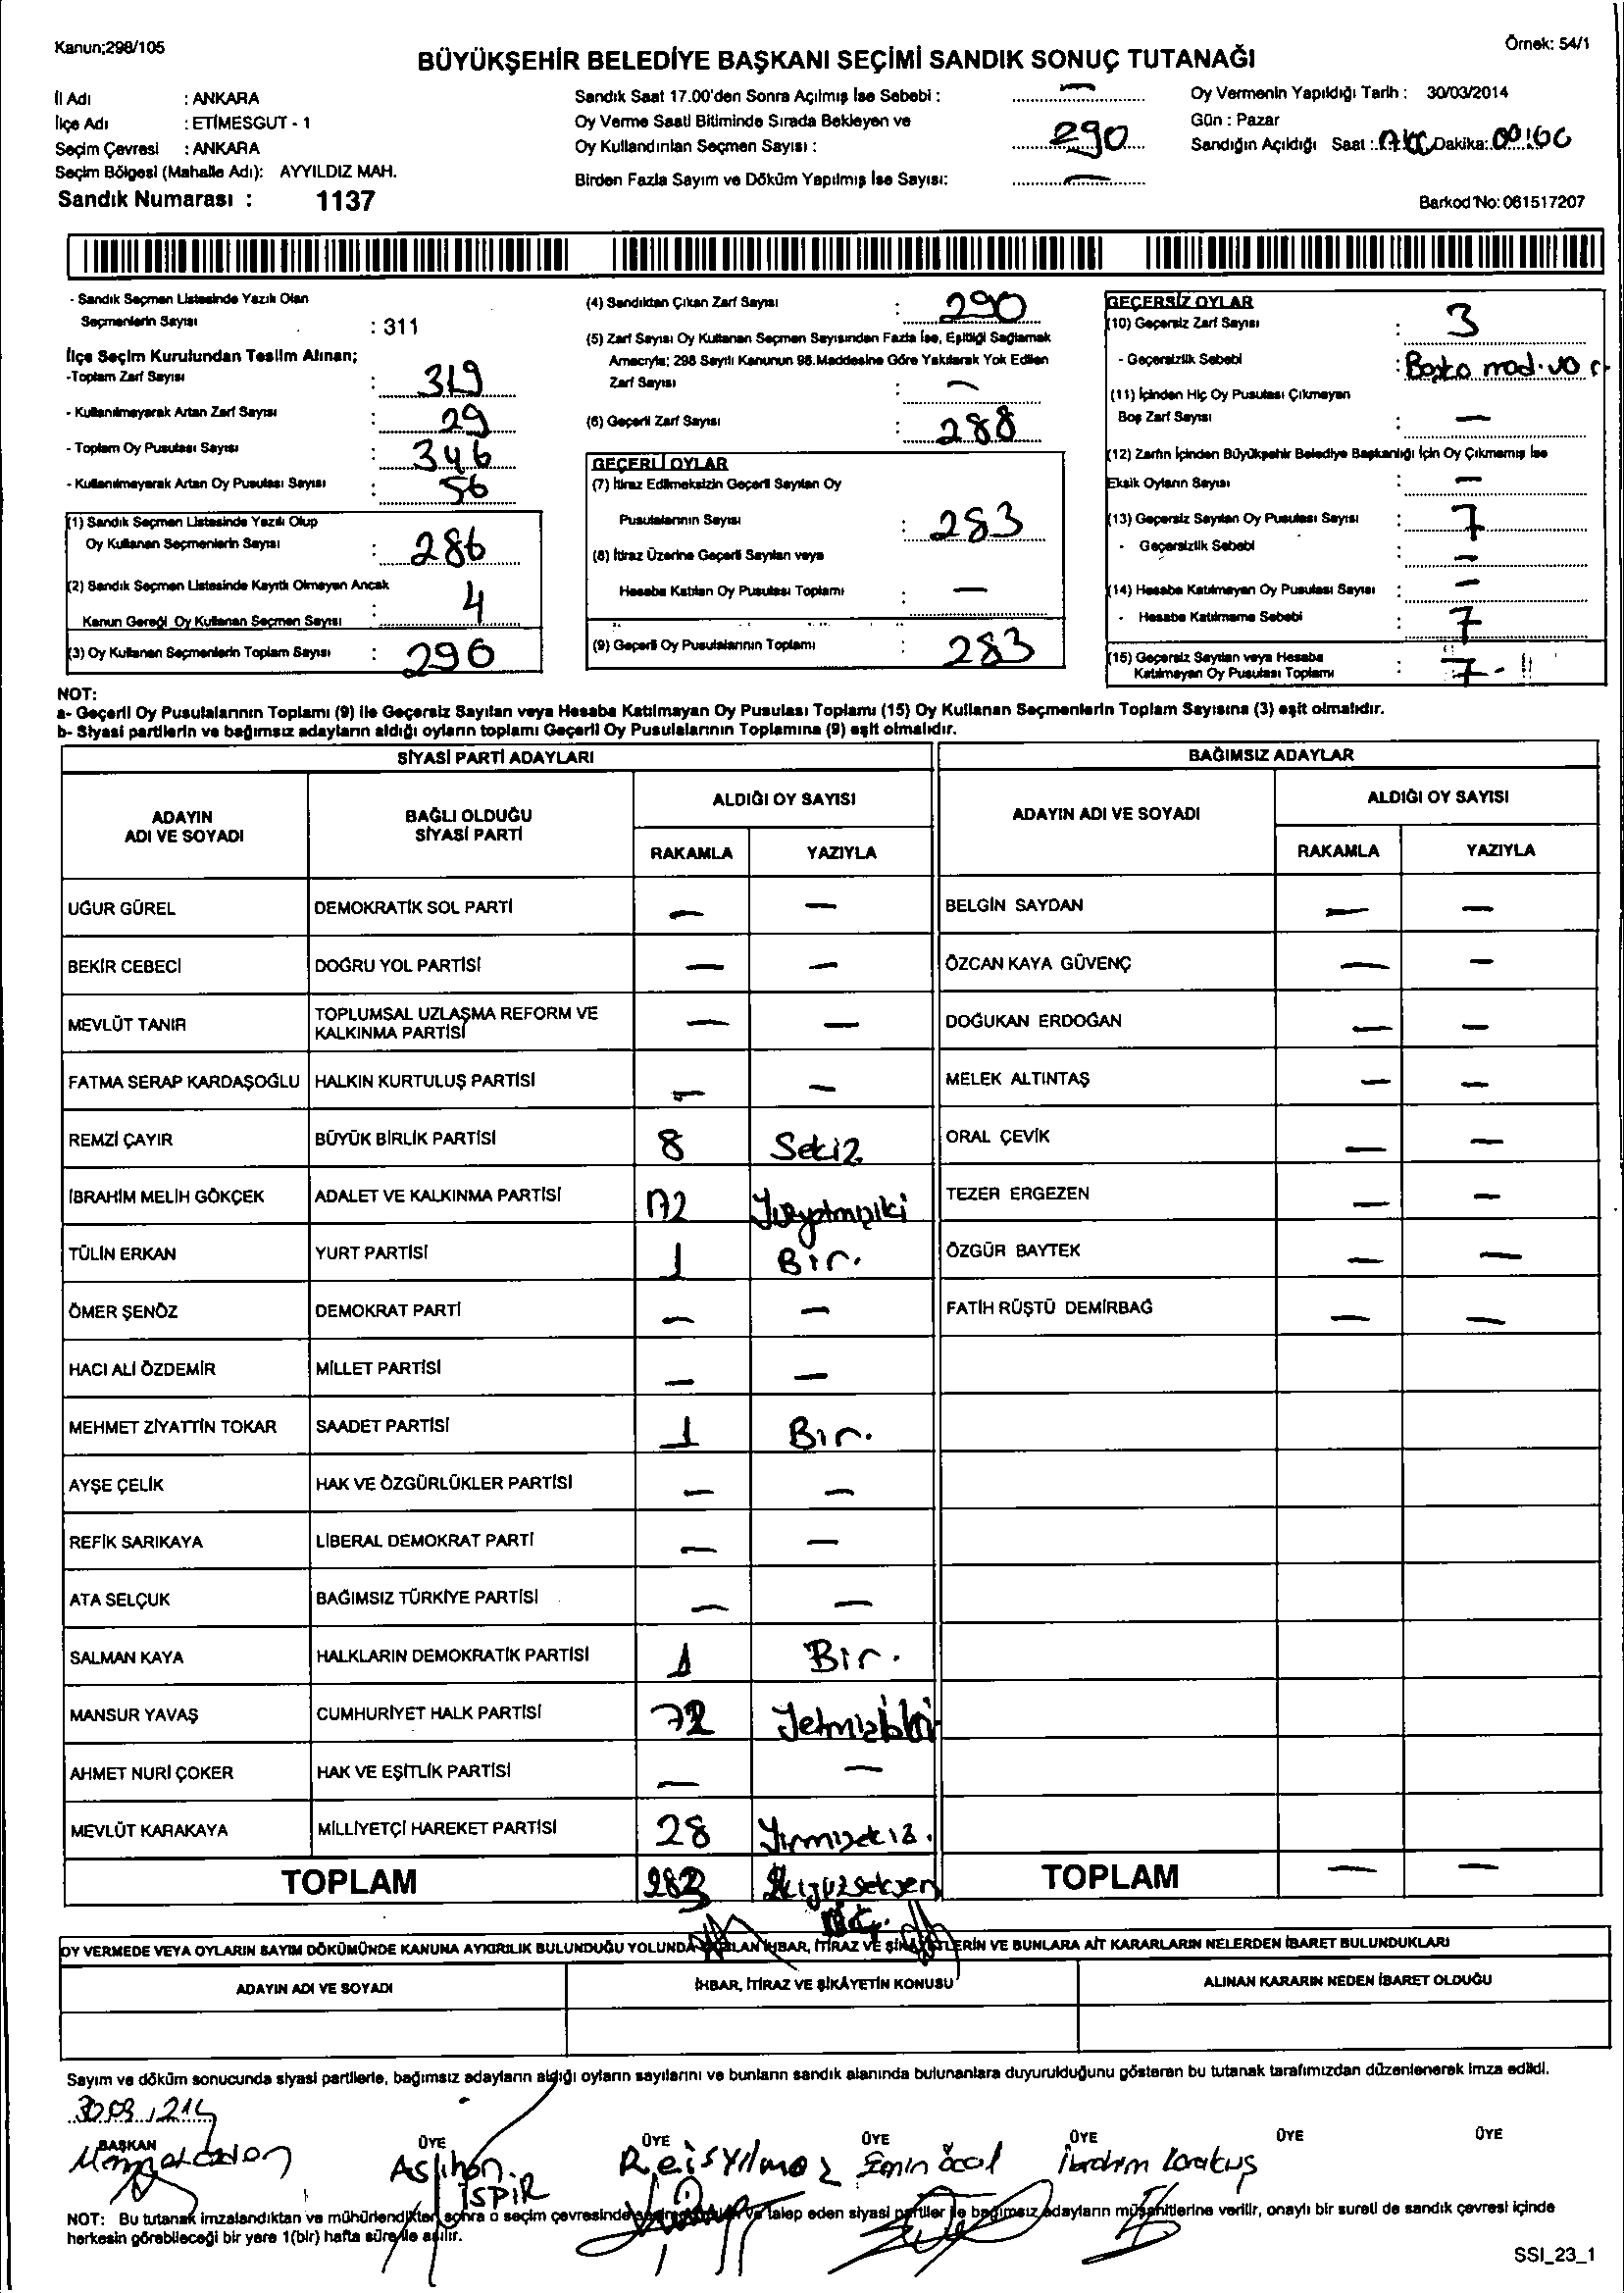 Kanun;298/105
Örnek: 54/1
BÜYÜKŞEHİR BELEDİYE BAŞKANI SEÇİMİ SANDIK SONUÇ TUTANAĞI
İl Adı : ANKARA
İlçe Adı : ETİMESGUT - 1
Seçim Çevresi : ANKARA
Seçim Bölgesi (Mahalle Adı): AYYILDIZ MAH.
Sandık Numarası : 1137
Sandık Saat 17.00'den Sonra Açılmış İse Sebebi : —
Oy Verme Saati Bitiminde Sırada Bekleyen ve
Oy Kullandırılan Seçmen Sayısı : 290
Birden Fazla Sayım ve Döküm Yapılmış İse Sayısı: —
Oy Vermenin Yapıldığı Tarih : 30/03/2014
Gün : Pazar
Sandığın Açıldığı Saat : Dakika:
Barkod No: 061517207
- Sandık Seçmen Listesinde Yazılı Olan
Seçmenlerin Sayısı : 311
İlçe Seçim Kurulundan Teslim Alınan;
-Toplam Zarf Sayısı : 319
- Kullanılmayarak Artan Zarf Sayısı : 29
- Toplam Oy Pusulası Sayısı : 346
- Kullanılmayarak Artan Oy Pusulası Sayısı : 56
(1) Sandık Seçmen Listesinde Yazılı Olup
Oy Kullanan Seçmenlerin Sayısı : 286
(2) Sandık Seçmen Listesinde Kayıtlı Olmayan Ancak
Kanun Gereği Oy Kullanan Seçmen Sayısı : 4
(3) Oy Kullanan Seçmenlerin Toplam Sayısı : 290
(4) Sandıktan Çıkan Zarf Sayısı : 290
(5) Zarf Sayısı Oy Kullanan Seçmen Sayısından Fazla İse, Eşitliği Sağlamak
Amacıyla; 298 Sayılı Kanunun 98.Maddesine Göre Yakılarak Yok Edilen
Zarf Sayısı : —
(6) Geçerli Zarf Sayısı : 288
GEÇERLİ OYLAR
(7) İtiraz Edilmeksizin Geçerli Sayılan Oy
Pusulalarının Sayısı : 283
(8) İtiraz Üzerine Geçerli Sayılan veya
Hesaba Katılan Oy Pusulası Toplamı : —
(9) Geçerli Oy Pusulalarının Toplamı : 283
GEÇERSİZ OYLAR
(10) Geçersiz Zarf Sayısı : 3
- Geçersizlik Sebebi : Başka mad. var
(11) İçinden Hiç Oy Pusulası Çıkmayan
Boş Zarf Sayısı : —
(12) Zarfın İçinden Büyükşehir Belediye Başkanlığı İçin Oy Çıkmamış İse
Eksik Oyların Sayısı : —
(13) Geçersiz Sayılan Oy Pusulası Sayısı : 7
- Geçersizlik Sebebi : —
(14) Hesaba Katılmayan Oy Pusulası Sayısı : —
- Hesaba Katılmama Sebebi : 7
(15) Geçersiz Sayılan veya Hesaba
Katılmayan Oy Pusulası Toplamı : 7
NOT:
a- Geçerli Oy Pusulalarının Toplamı (9) ile Geçersiz Sayılan veya Hesaba Katılmayan Oy Pusulası Toplamı (15) Oy Kullanan Seçmenlerin Toplam Sayısına (3) eşit olmalıdır.
b- Siyasi partilerin ve bağımsız adayların aldığı oyların toplamı Geçerli Oy Pusulalarının Toplamına (9) eşit olmalıdır.
SİYASİ PARTİ ADAYLARI
BAĞIMSIZ ADAYLAR
ADAYIN ADI VE SOYADI
BAĞLI OLDUĞU SİYASİ PARTİ
ALDIĞI OY SAYISI
RAKAMLA YAZIYLA
ADAYIN ADI VE SOYADI
ALDIĞI OY SAYISI
RAKAMLA YAZIYLA
UĞUR GÜREL DEMOKRATİK SOL PARTİ — — BELGİN SAYDAN — —
BEKİR CEBECİ DOĞRU YOL PARTİSİ — — ÖZCAN KAYA GÜVENÇ — —
MEVLÜT TANIR TOPLUMSAL UZLAŞMA REFORM VE KALKINMA PARTİSİ — — DOĞUKAN ERDOĞAN — —
FATMA SERAP KARDAŞOĞLU HALKIN KURTULUŞ PARTİSİ — — MELEK ALTINTAŞ — —
REMZİ ÇAYIR BÜYÜK BİRLİK PARTİSİ 8 Sekiz ORAL ÇEVİK — —
İBRAHİM MELİH GÖKÇEK ADALET VE KALKINMA PARTİSİ 172 Yüzyetmişiki TEZER ERGEZEN — —
TÜLİN ERKAN YURT PARTİSİ 1 Bir. ÖZGÜR BAYTEK — —
ÖMER ŞENÖZ DEMOKRAT PARTİ — — FATİH RÜŞTÜ DEMİRBAĞ — —
HACI ALİ ÖZDEMİR MİLLET PARTİSİ — —
MEHMET ZİYATTİN TOKAR SAADET PARTİSİ 1 Bir.
AYŞE ÇELİK HAK VE ÖZGÜRLÜKLER PARTİSİ — —
REFİK SARIKAYA LİBERAL DEMOKRAT PARTİ — —
ATA SELÇUK BAĞIMSIZ TÜRKİYE PARTİSİ — —
SALMAN KAYA HALKLARIN DEMOKRATİK PARTİSİ 1 Bir.
MANSUR YAVAŞ CUMHURİYET HALK PARTİSİ 72 Yetmişiki
AHMET NURİ ÇOKER HAK VE EŞİTLİK PARTİSİ — —
MEVLÜT KARAKAYA MİLLİYETÇİ HAREKET PARTİSİ 28 Yirmisekiz.
TOPLAM 283 İkiyüzseksen üç. TOPLAM — —
OY VERMEDE VEYA OYLARIN SAYIM DÖKÜMÜNDE KANUNA AYKIRILIK BULUNDUĞU YOLUNDA YAPILAN İHBAR, İTİRAZ VE ŞİKAYETLERİN VE BUNLARA AİT KARARLARIN NELERDEN İBARET BULUNDUKLARI
ADAYIN ADI VE SOYADI İHBAR, İTİRAZ VE ŞİKÂYETİN KONUSU ALINAN KARARIN NEDEN İBARET OLDUĞU
Sayım ve döküm sonucunda siyasi partilerle, bağımsız adayların aldığı oyların sayılarını ve bunların sandık alanında bulunanlara duyurulduğunu gösteren bu tutanak tarafımızdan düzenlenerek imza edildi.
30.03.214
BAŞKAN ÜYE ÜYE ÜYE ÜYE ÜYE ÜYE
Aslıhan İSPİR Reis Yılmaz Emin öcal İbrahim Karakuş
NOT: Bu tutanak imzalandıktan ve mühürlendikten sonra o seçim çevresinde talep eden siyasi partiler ile bağımsız adayların müşahitlerine verilir, onaylı bir sureti de sandık çevresi içinde
herkesin görebileceği bir yere 1(bir) hafta süre ile asılır.
SSI_23_1